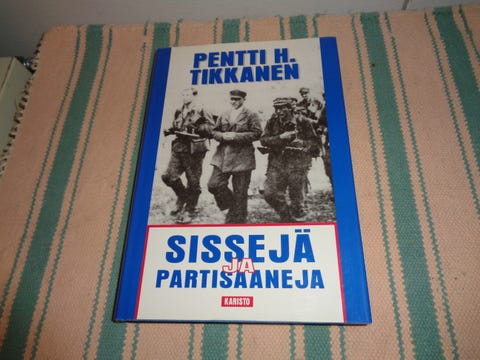 PENTTI H.
TIKKANEN
SISSEJÄ
JA
PARTISAANEJA
KARISTO